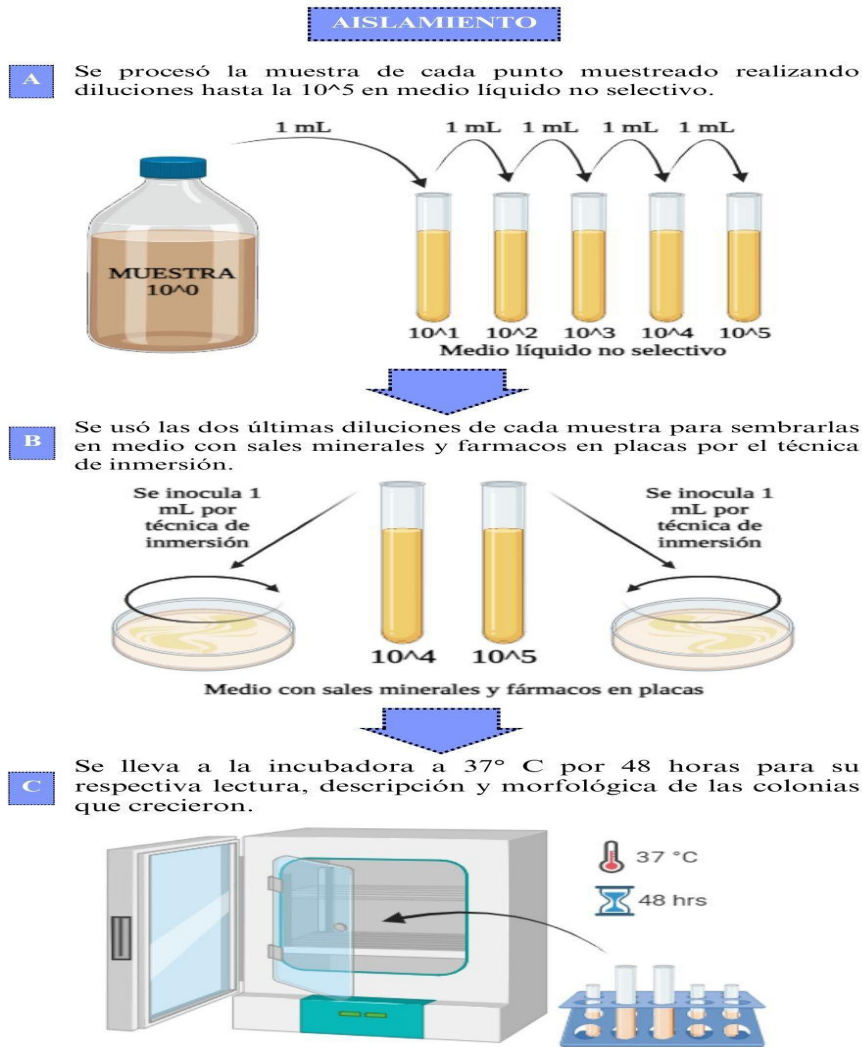 AISLAMIENTO
A
Se procesó la muestra de cada punto muestreado realizando
diluciones hasta la 10^5 en medio líquido no selectivo.
1 mL
1 mL 1 mL 1 mL 1 mL
MUESTRA
10^0
10^1 10^2 10^3 10^4 10^5
Medio líquido no selectivo
B
Se usó las dos últimas diluciones de cada muestra para sembrarlas
en medio con sales minerales y farmacos en placas por el técnica
de inmersión.
Se inocula 1
mL por
técnica de
inmersión
Se inocula 1
mL por
técnica de
inmersión
10^4 10^5
Medio con sales minerales y fármacos en placas
C
Se lleva a la incubadora a 37° C por 48 horas para su
respectiva lectura, descripción y morfológica de las colonias
que crecieron.
37 °C
48 hrs